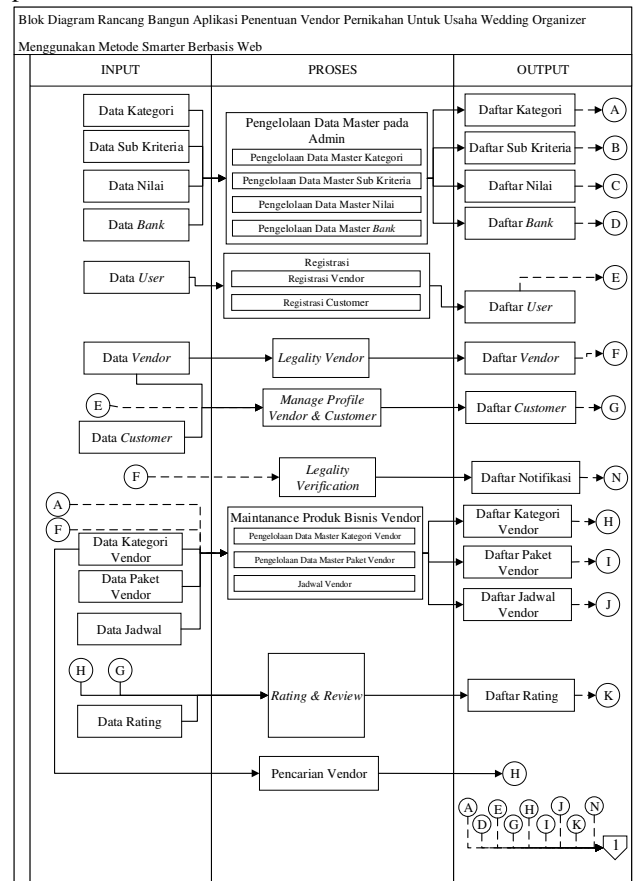 Blok Diagram Rancang Bangun Aplikasi Penentuan Vendor Pernikahan Untuk Usaha Wedding Organizer
Menggunakan Metode Smarter Berbasis Web
INPUT
PROSES
OUTPUT
Data Kategori
Data Sub Kriteria
Data Nilai
Data Bank
Pengelolaan Data Master pada
Admin
Pengelolaan Data Master Kategori
Pengelolaan Data Master Sub Kriteria
Pengelolaan Data Master Nilai
Pengelolaan Data Master Bank
Daftar Kategori
A
Daftar Sub Kriteria
B
Daftar Nilai
C
Daftar Bank
D
Data User
Registrasi
Registrasi Vendor
Registrasi Customer
E
Daftar User
Data Vendor
Legality Vendor
Daftar Vendor
F
E
Data Customer
Manage Profile
Vendor & Customer
Daftar Customer
G
F
Legality
Verification
Daftar Notifikasi
N
A
F
Data Kategori
Vendor
Data Paket
Vendor
Data Jadwal
Maintanance Produk Bisnis Vendor
Pengelolaan Data Master Kategori Vendor
Pengelolaan Data Master Paket Vendor
Jadwal Vendor
Daftar Kategori
Vendor
H
Daftar Paket
Vendor
I
Daftar Jadwal
Vendor
J
H
G
Data Rating
Rating & Review
Daftar Rating
K
Pencarian Vendor
H
A
D
E
G
H
I
J
K
N
1